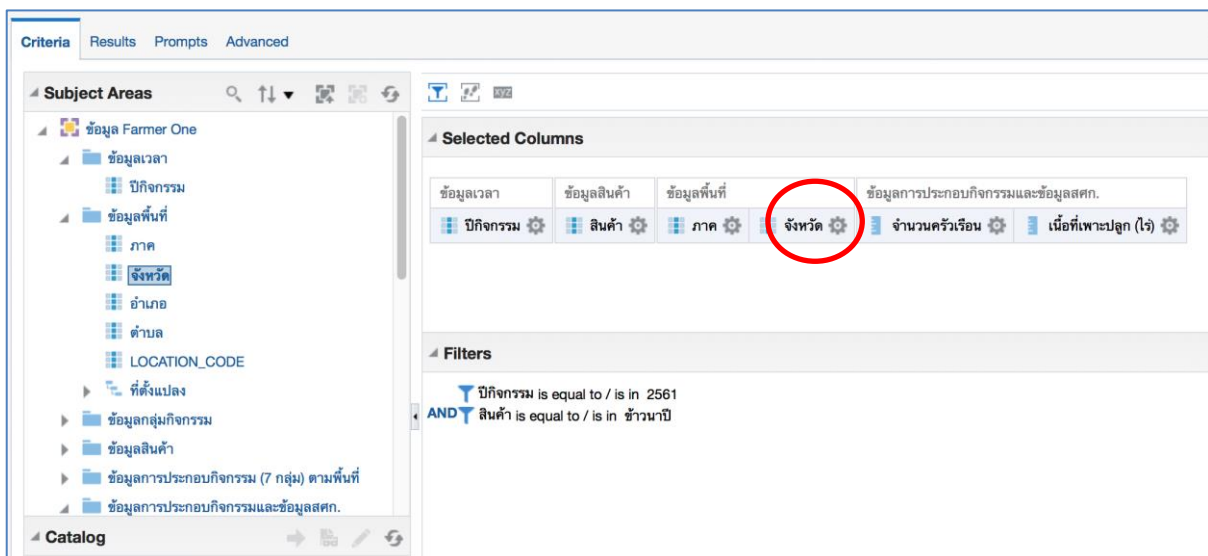 Criteria Results Prompts Advanced
Subject Areas
ข้อมูล Farmer One
ข้อมูลเวลา
ปีกิจกรรม
ข้อมูลพื้นที่
ภาค
จังหวัด
อำเภอ
ตำบล
LOCATION_CODE
ที่ตั้งแปลง
ข้อมูลกลุ่มกิจกรรม
ข้อมูลสินค้า
ข้อมูลการประกอบกิจกรรม (7 กลุ่ม) ตามพื้นที่
ข้อมูลการประกอบกิจกรรมและข้อมูลสศก.
Catalog
xyz
Selected Columns
ข้อมูลเวลา ข้อมูลสินค้า ข้อมูลพื้นที่ ข้อมูลการประกอบกิจกรรมและข้อมูลสศก.
ปีกิจกรรม สินค้า ภาค จังหวัด จำนวนครัวเรือน เนื้อที่เพาะปลูก (ไร่)
Filters
ปีกิจกรรม is equal to / is in 2561
AND สินค้า is equal to / is in ข้าวนาปี